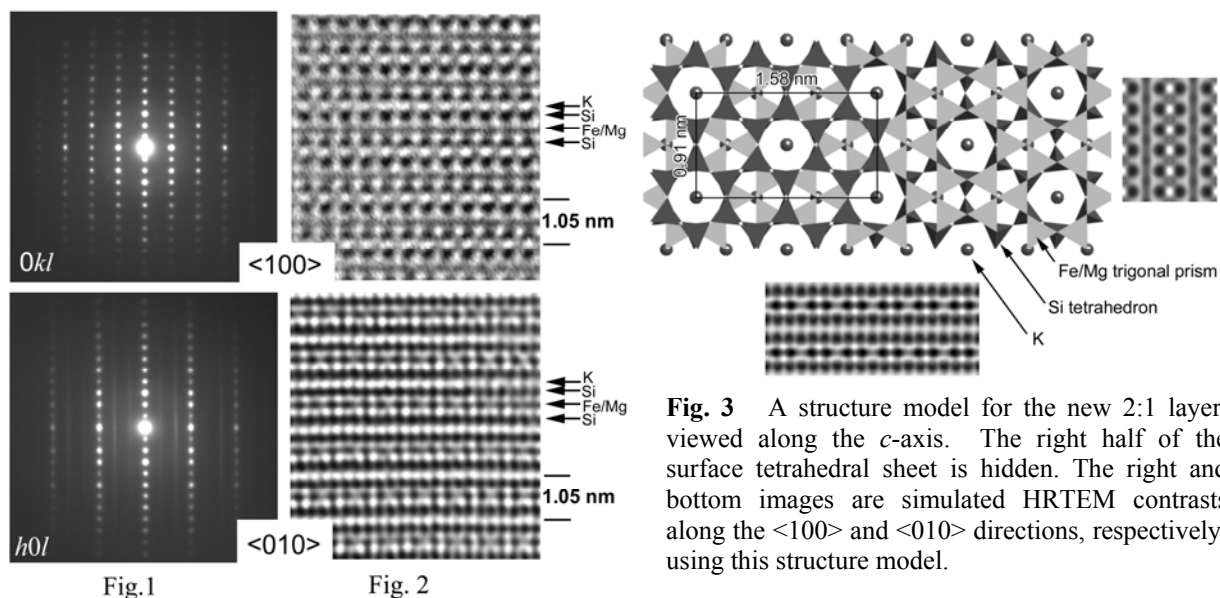 0kl
<100>
K
Si
Fe/Mg
Si
1.05 nm
h0l
<010>
K
Si
Fe/Mg
Si
1.05 nm
Fig.1
Fig. 2
1.58 nm
0.91 nm
Fe/Mg trigonal prism
Si tetrahedron
K
Fig. 3 A structure model for the new 2:1 layer
viewed along the c-axis. The right half of the
surface tetrahedral sheet is hidden. The right and
bottom images are simulated HRTEM contrasts
along the <100> and <010> directions, respectively
using this structure model.